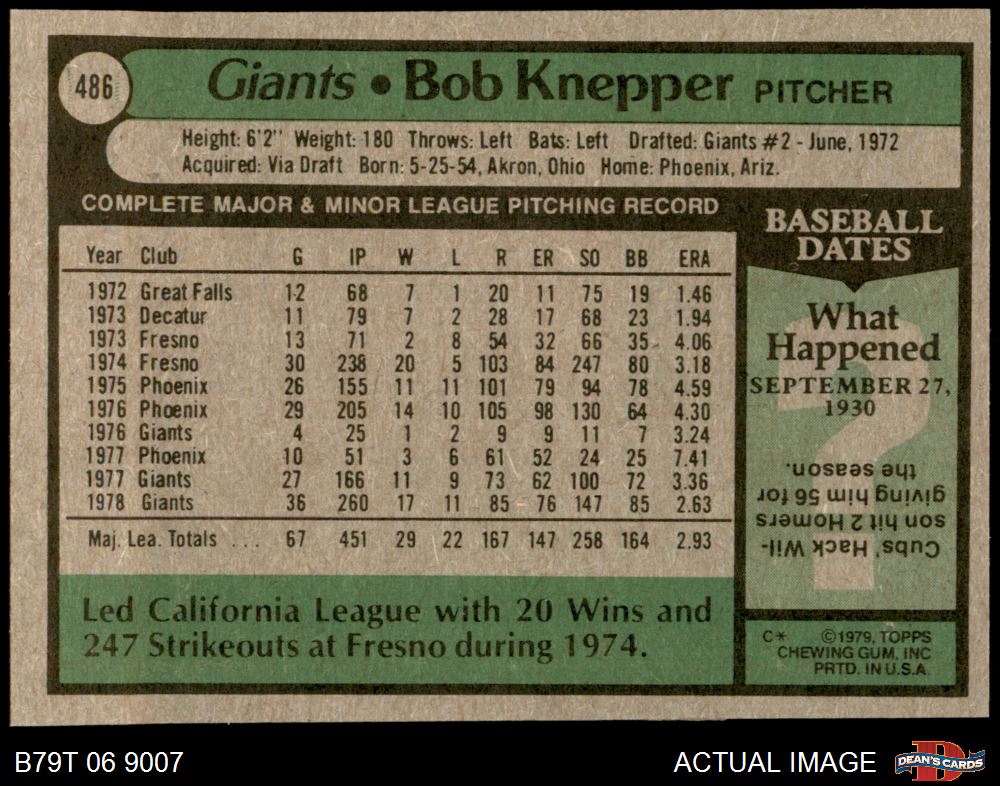 486
Giants • Bob Knepper PITCHER
Height: 6'2" Weight: 180 Throws: Left Bats: Left Drafted: Giants #2 - June, 1972
Acquired: Via Draft Born: 5-25-54, Akron, Ohio Home: Phoenix, Ariz.
COMPLETE MAJOR & MINOR LEAGUE PITCHING RECORD
Year Club G IP W L R ER SO BB ERA
1972 Great Falls 12 68 7 1 20 11 75 19 1.46
1973 Decatur 11 79 7 2 28 17 68 23 1.94
1973 Fresno 13 71 2 8 54 32 66 35 4.06
1974 Fresno 30 238 20 5 103 84 247 80 3.18
1975 Phoenix 26 155 11 11 101 79 94 78 4.59
1976 Phoenix 29 205 14 10 105 98 130 64 4.30
1976 Giants 4 25 1 2 9 9 11 7 3.24
1977 Phoenix 10 51 3 6 61 52 24 25 7.41
1977 Giants 27 166 11 9 73 62 100 72 3.36
1978 Giants 36 260 17 11 85 76 147 85 2.63
Maj. Lea. Totals ... 67 451 29 22 167 147 258 164 2.93
Led California League with 20 Wins and
247 Strikeouts at Fresno during 1974.
BASEBALL
DATES
What
Happened
SEPTEMBER 27,
1930
?
Cubs' Hack Wil-
son hit 2 Homers
giving him 56 for
the season.
C* ©1979, TOPPS
CHEWING GUM, INC
PRTD. IN U.S.A.
B79T 06 9007
ACTUAL IMAGE
D
DEAN'S CARDS